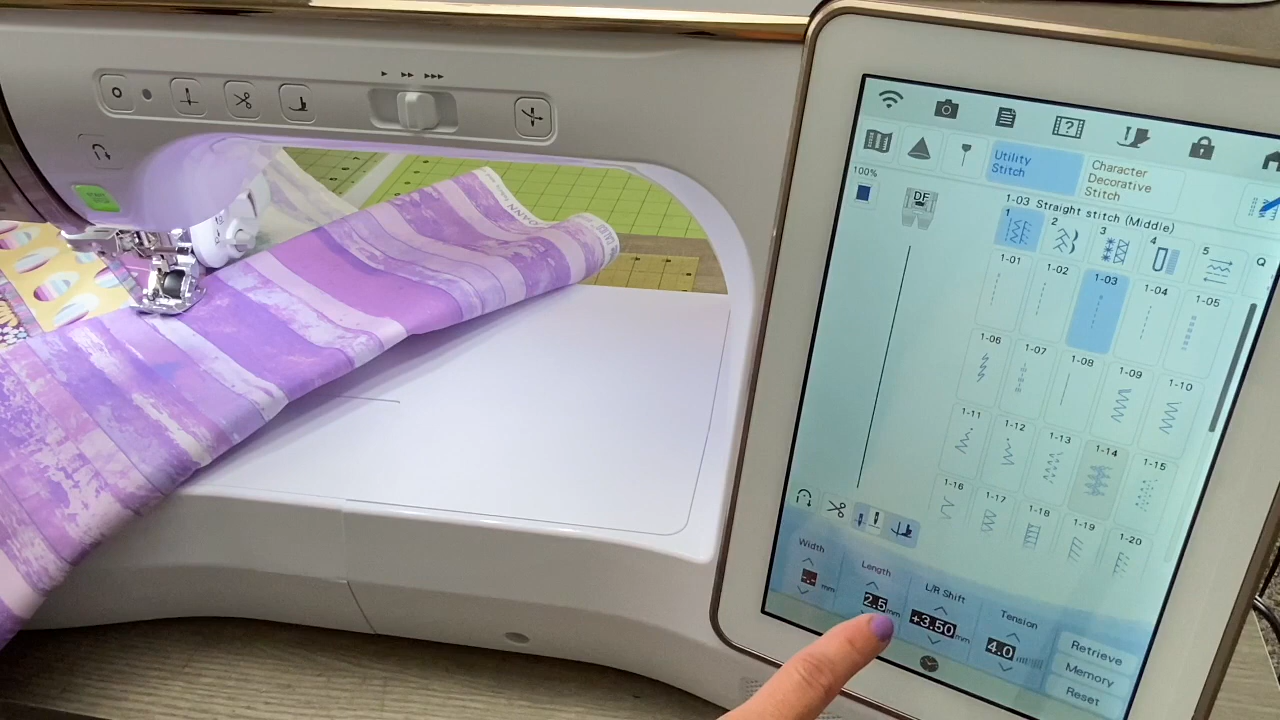 Utility
Stitch
Character
Decorative
Stitch
100%
DF
1-03 Straight stitch (Middle)
1
2
3
4
5
Q
1-01
1-02
1-03
1-04
1-05
1-06
1-07
1-08
1-09
1-10
1-11
1-12
1-13
1-14
1-15
1-16
1-17
1-18
1-19
1-20
Width
Length
L/R Shift
Tension
-.- mm
2.5 mm
+3.50 mm
4.0
Retrieve
Memory
Reset